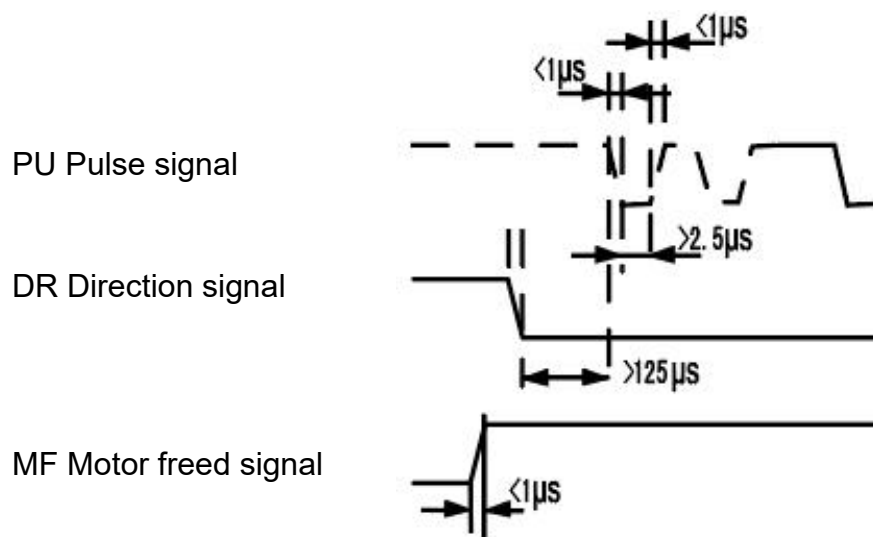 <1μs
<1μs
PU Pulse signal
>2.5μs
DR Direction signal
>125μs
MF Motor freed signal
<1μs